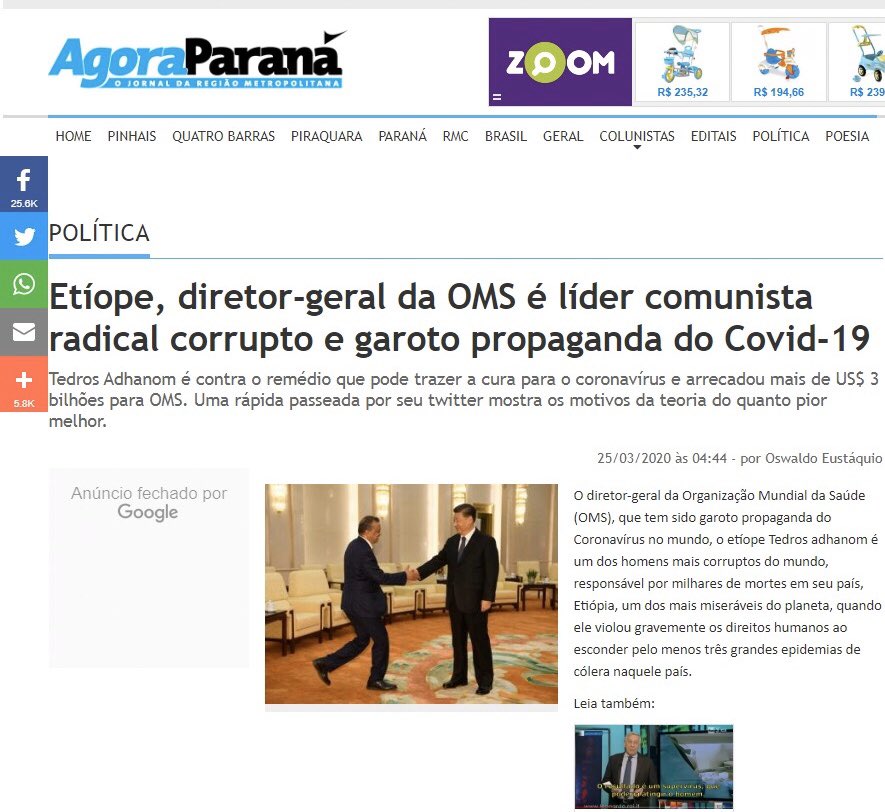 AgoraParaná
O JORNAL DA REGIÃO METROPOLITANA
ZOOM
R$ 235,32
R$ 194,66
R$ 239
HOME PINHAIS QUATRO BARRAS PIRAQUARA PARANÁ RMC BRASIL GERAL COLUNISTAS EDITAIS POLÍTICA POESIA
25.6K
5.8K
POLÍTICA
Etíope, diretor-geral da OMS é líder comunista
radical corrupto e garoto propaganda do Covid-19
Tedros Adhanom é contra o remédio que pode trazer a cura para o coronavírus e arrecadou mais de US$ 3
bilhões para OMS. Uma rápida passeada por seu twitter mostra os motivos da teoria do quanto pior
melhor.
25/03/2020 às 04:44 - por Oswaldo Eustáquio
Anúncio fechado por
Google
O diretor-geral da Organização Mundial da Saúde
(OMS), que tem sido garoto propaganda do
Coronavírus no mundo, o etíope Tedros adhanom é
um dos homens mais corruptos do mundo,
responsável por milhares de mortes em seu país,
Etiópia, um dos mais miseráveis do planeta, quando
ele violou gravemente os direitos humanos ao
esconder pelo menos três grandes epidemias de
cólera naquele país.
Leia também: